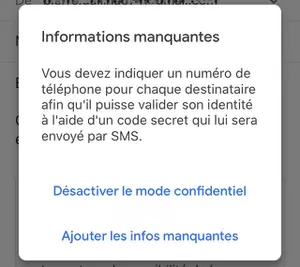 De
Informations manquantes
Vous devez indiquer un numéro de
téléphone pour chaque destinataire
afin qu'il puisse valider son identité
à l'aide d'un code secret qui lui sera
envoyé par SMS.
Désactiver le mode confidentiel
Ajouter les infos manquantes